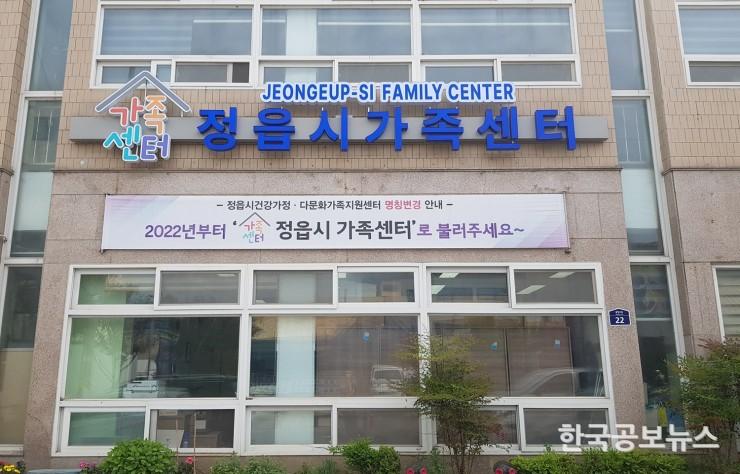 JEONGEUP-SI FAMILY CENTER
가족
센터
정읍시가족센터
– 정읍시건강가정 · 다문화가족지원센터 명칭변경 안내 –
2022년부터 '가족센터 정읍시 가족센터'로 불러주세요~
22
한국공보뉴스